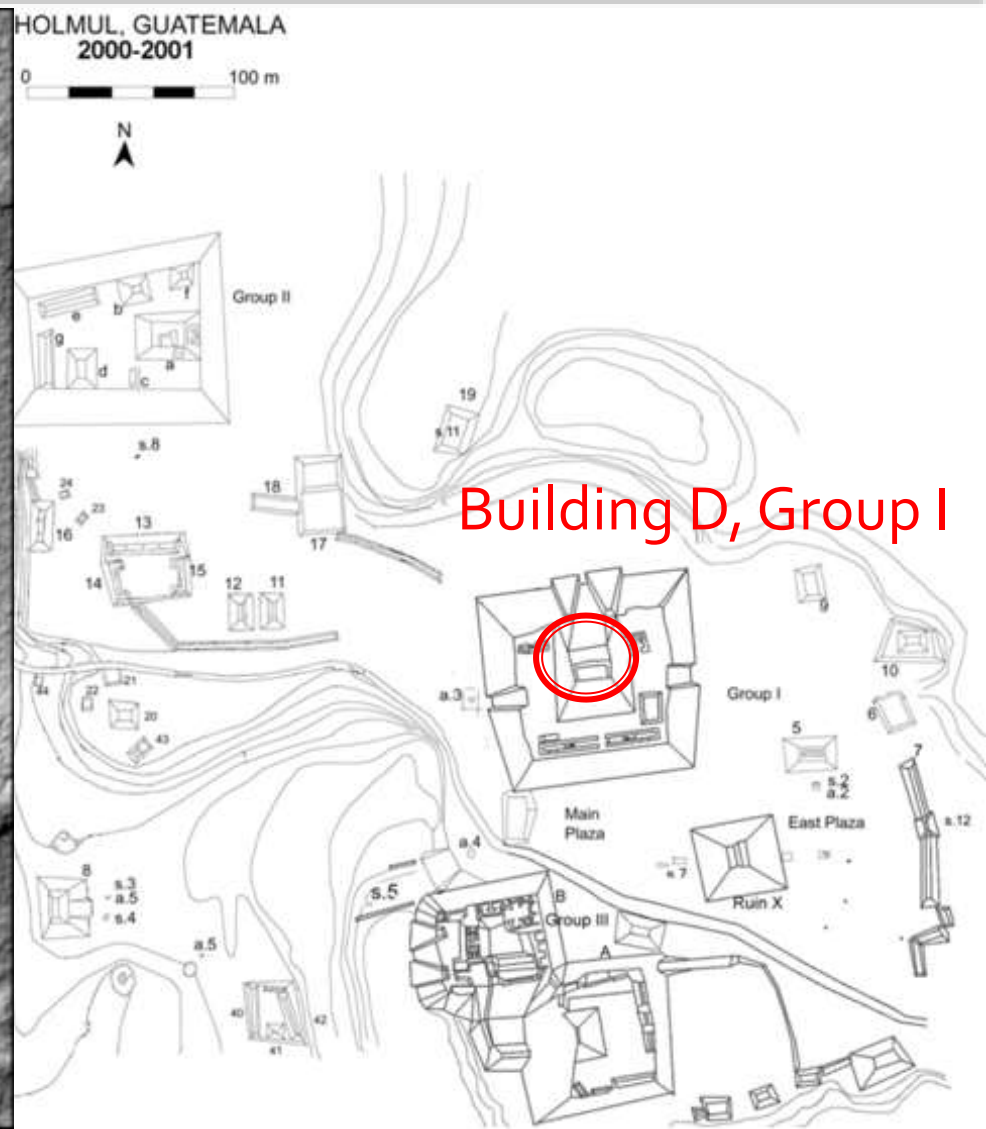 HOLMUL, GUATEMALA
2000-2001
0 100 m
N
Group II
f
b
e
g
a
d
c
s.8
19
s.11
24
23
16
13
18
17
14
15
12 11
Building D, Group I
9
10
a.3
Group I
6
44
22
21
20
43
5
7
s.2
a.2
Main
Plaza
East Plaza
s.12
a.4
8
s.3
a.5
s.4
s.5
s.7
Ruin X
B
Group III
A
a.5
40
42
41